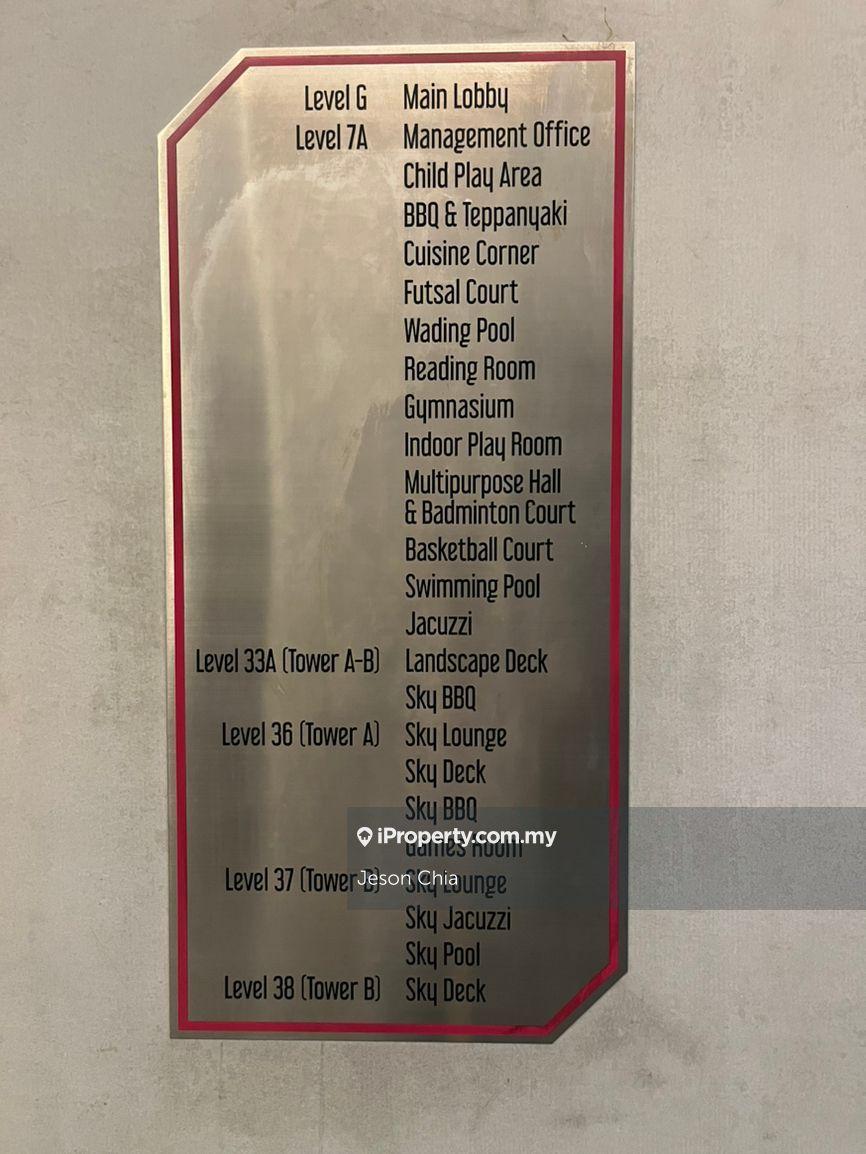 Level G Main Lobby
Level 7A Management Office
Child Play Area
BBQ & Teppanyaki
Cuisine Corner
Futsal Court
Wading Pool
Reading Room
Gymnasium
Indoor Play Room
Multipurpose Hall
& Badminton Court
Basketball Court
Swimming Pool
Jacuzzi
Level 33A (Tower A-B) Landscape Deck
Sky BBQ
Level 36 (Tower A) Sky Lounge
Sky Deck
Sky BBQ
iProperty.com.my
Games Room
Level 37 (Tower B) Sky Lounge
Jeson Chia
Sky Jacuzzi
Sky Pool
Level 38 (Tower B) Sky Deck